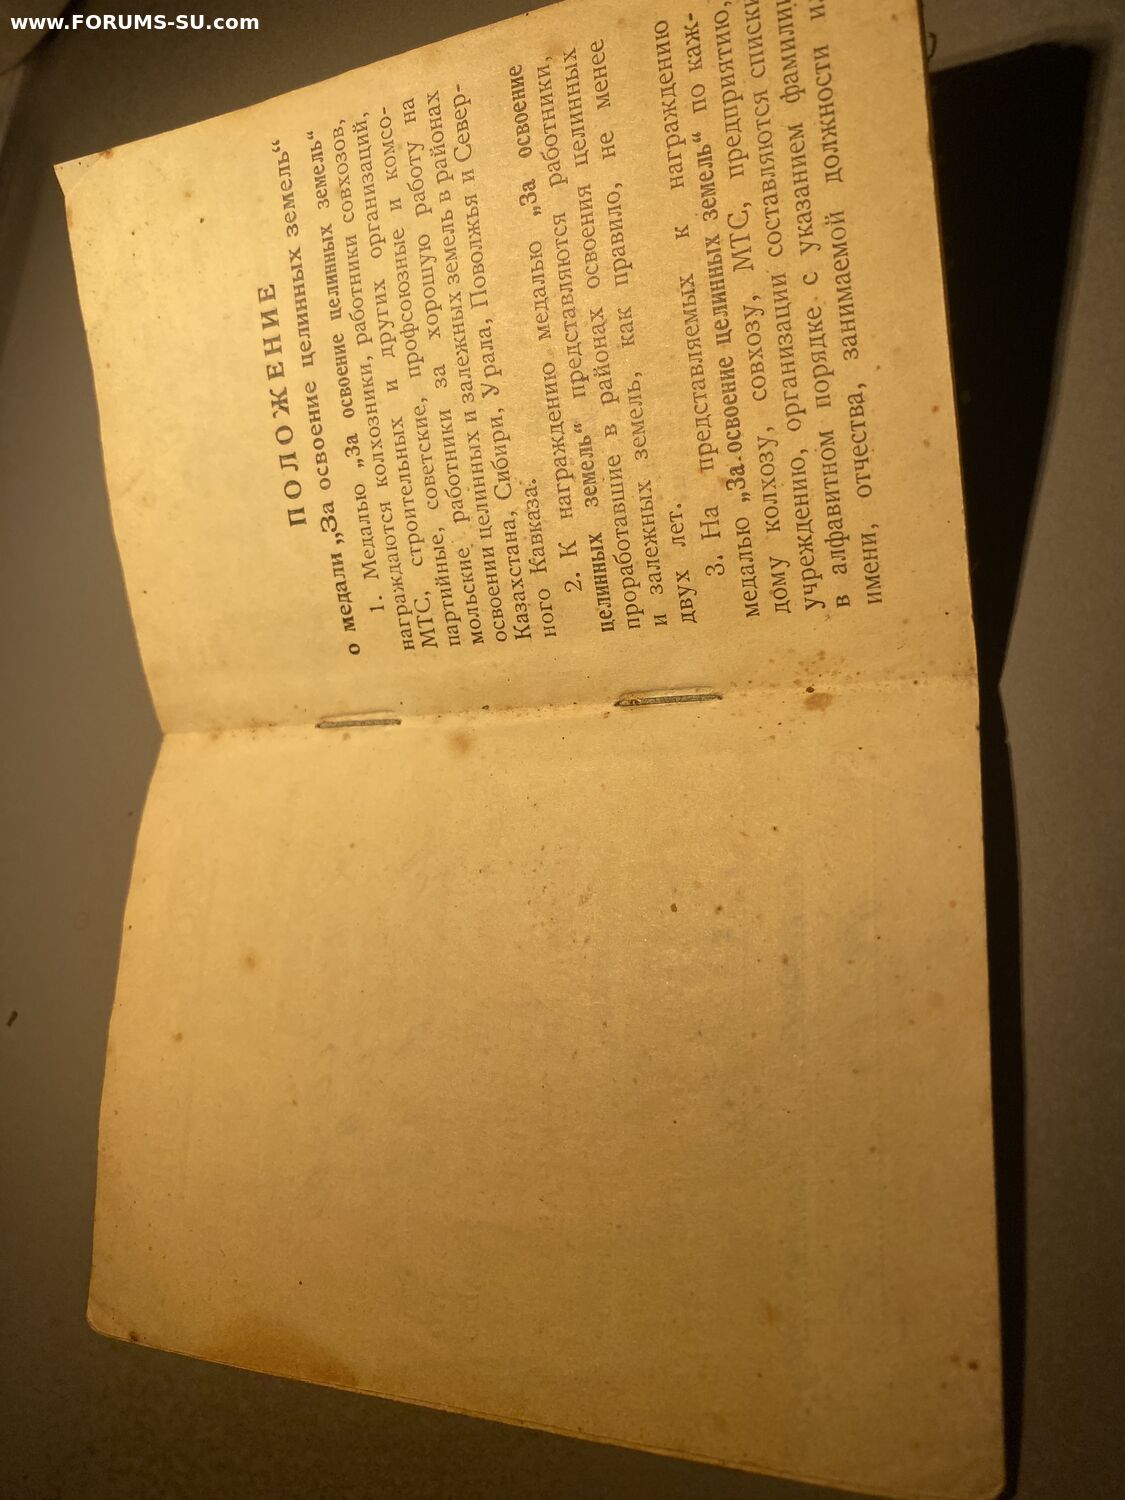 www.FORUMS-SU.com
ПОЛОЖЕНИЕ
о медали „За освоение целинных земель“
1. Медалью „За освоение целинных земель“
награждаются колхозники, работники совхозов,
МТС, строительных и других организаций,
партийные, советские, профсоюзные и комсо-
мольские работники за хорошую работу на
освоении целинных и залежных земель в районах
Казахстана, Сибири, Урала, Поволжья и Север-
ного Кавказа.
2. К награждению медалью „За освоение
целинных земель“ представляются работники,
проработавшие в районах освоения целинных
и залежных земель, как правило, не менее
двух лет.
3. На представляемых к награждению
медалью „За освоение целинных земель“ по каж-
дому колхозу, совхозу, МТС, предприятию,
учреждению, организации составляются списки
в алфавитном порядке с указанием фамилии
имени, отчества, занимаемой должности и